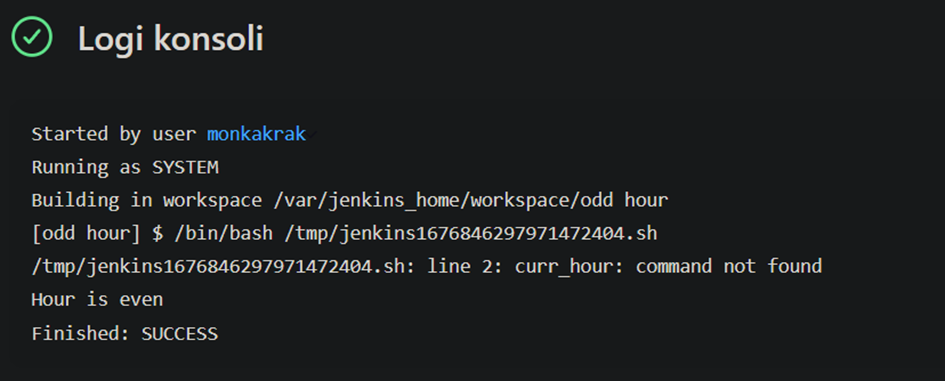 Logi konsoli
Started by user monkakrak
Running as SYSTEM
Building in workspace /var/jenkins_home/workspace/odd hour
[odd hour] $ /bin/bash /tmp/jenkins1676846297971472404.sh
/tmp/jenkins1676846297971472404.sh: line 2: curr_hour: command not found
Hour is even
Finished: SUCCESS